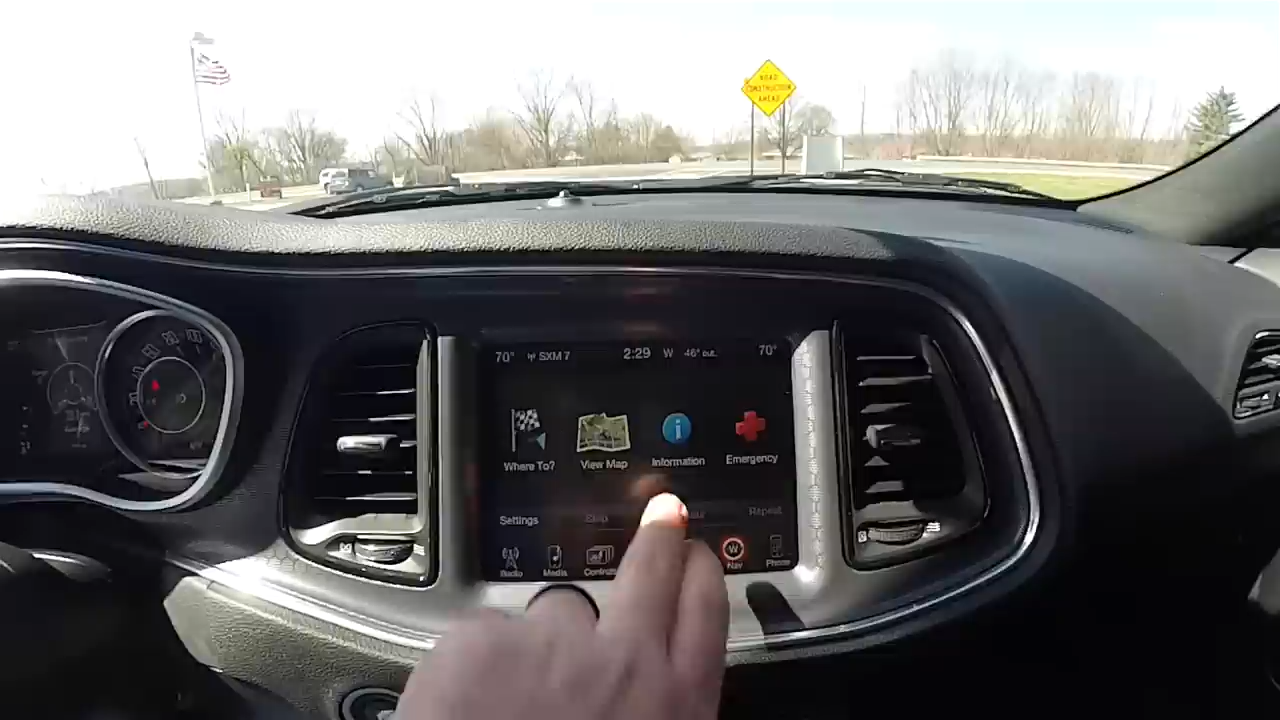 ROAD
CONSTRUCTION
AHEAD
70° SXM 7 2:29 W 46° out. 70°
Where To? View Map Information Emergency
Settings Stop Repeat
Radio Media Controls Nav Phone